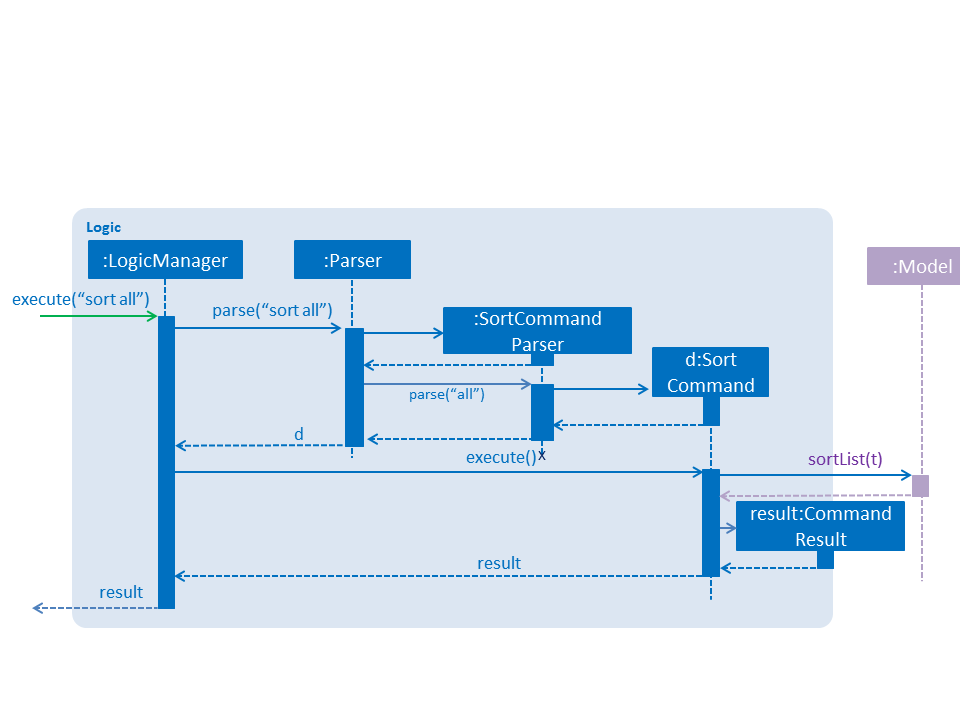 Logic
:LogicManager
:Parser
:Model
execute(“sort all”)
parse(“sort all”)
:SortCommand
Parser
d:Sort
Command
parse(“all”)
d
execute()
x
sortList(t)
result:Command
Result
result
result